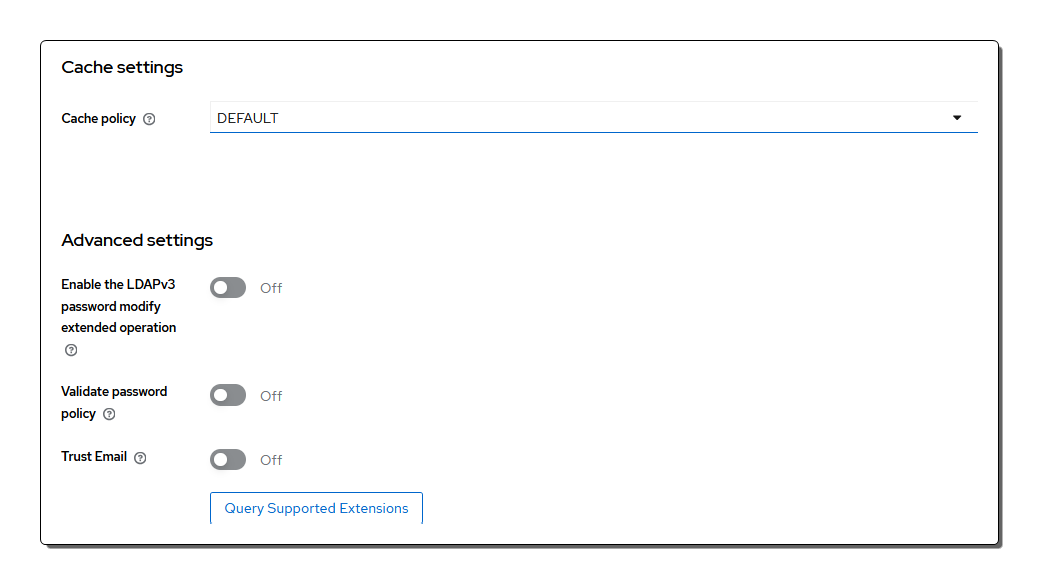 Cache settings
Cache policy
DEFAULT
Advanced settings
Enable the LDAPv3
password modify
extended operation
Off
Validate password
policy
Off
Trust Email
Off
Query Supported Extensions